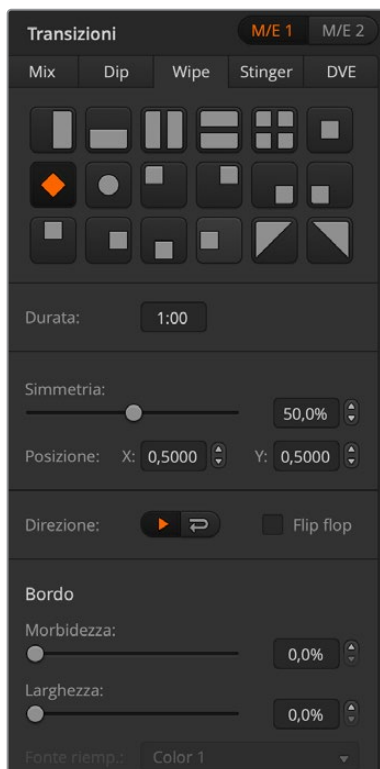 Transizioni M/E 1 M/E 2
Mix Dip Wipe Stinger DVE
Durata: 1:00
Simmetria:
50,0%
Posizione: X: 0,5000 Y: 0,5000
Direzione: Flip flop
Bordo
Morbidezza:
0,0%
Larghezza:
0,0%
Fonte riemp.: Color 1